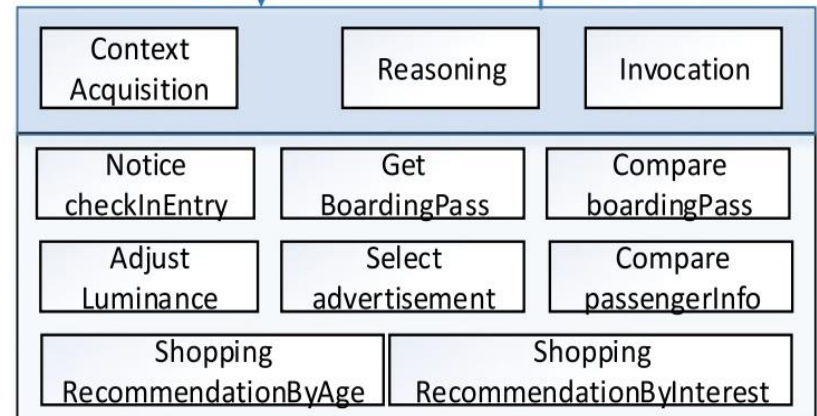 Context
Acquisition
Reasoning
Invocation
Notice
checkInEntry
Get
BoardingPass
Compare
boardingPass
Adjust
Luminance
Select
advertisement
Compare
passengerInfo
Shopping
RecommendationByAge
Shopping
RecommendationByInterest